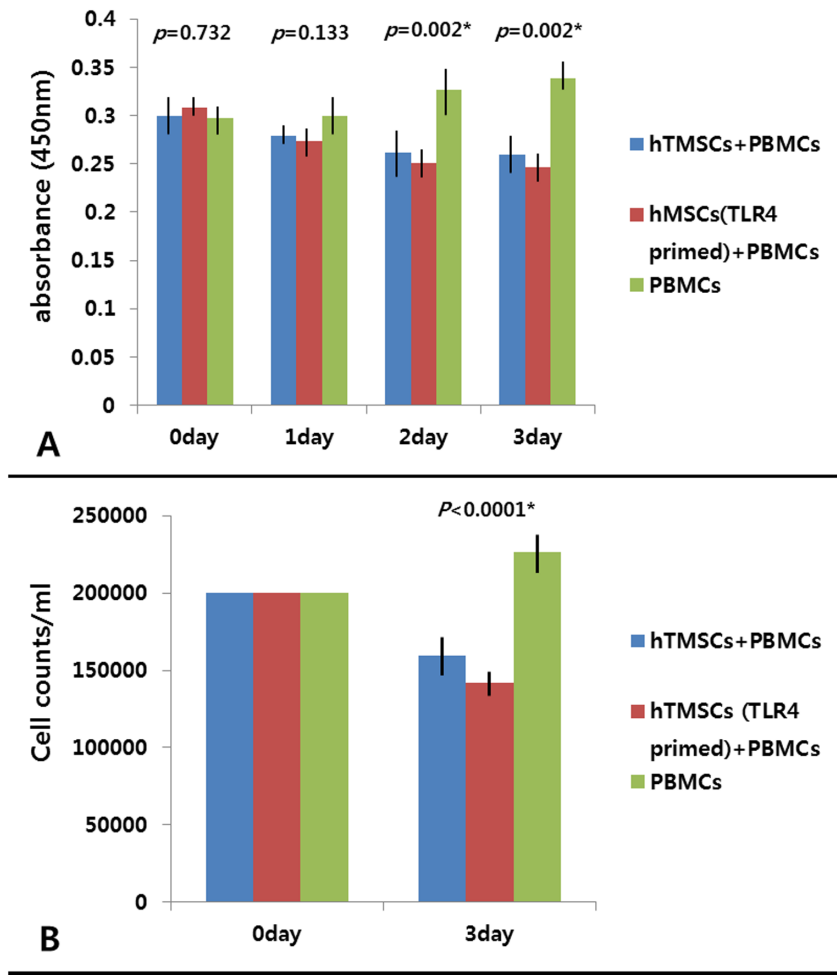 0.4
0.35
0.3
0.25
0.2
0.15
0.1
0.05
0
absorbance (450nm)
p=0.732
p=0.133
p=0.002*
p=0.002*
0day
1day
2day
3day
hTMSCs+PBMCs
hMSCs(TLR4
primed)+PBMCs
PBMCs
A
250000
200000
150000
100000
50000
0
Cell counts/ml
P<0.0001*
0day
3day
hTMSCs+PBMCs
hTMSCs (TLR4
primed)+PBMCs
PBMCs
B